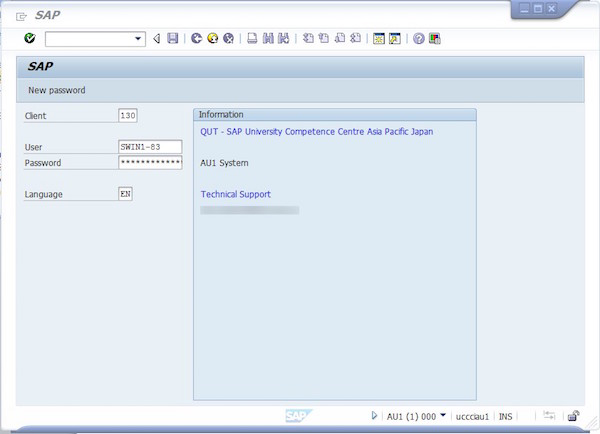 SAP
SAP
New password
Client 130
Information
QUT - SAP University Competence Centre Asia Pacific Japan
User SWIN1-83
AU1 System
Password *************
Language EN
Technical Support
SAP
AU1 (1) 000
uccciau1
INS